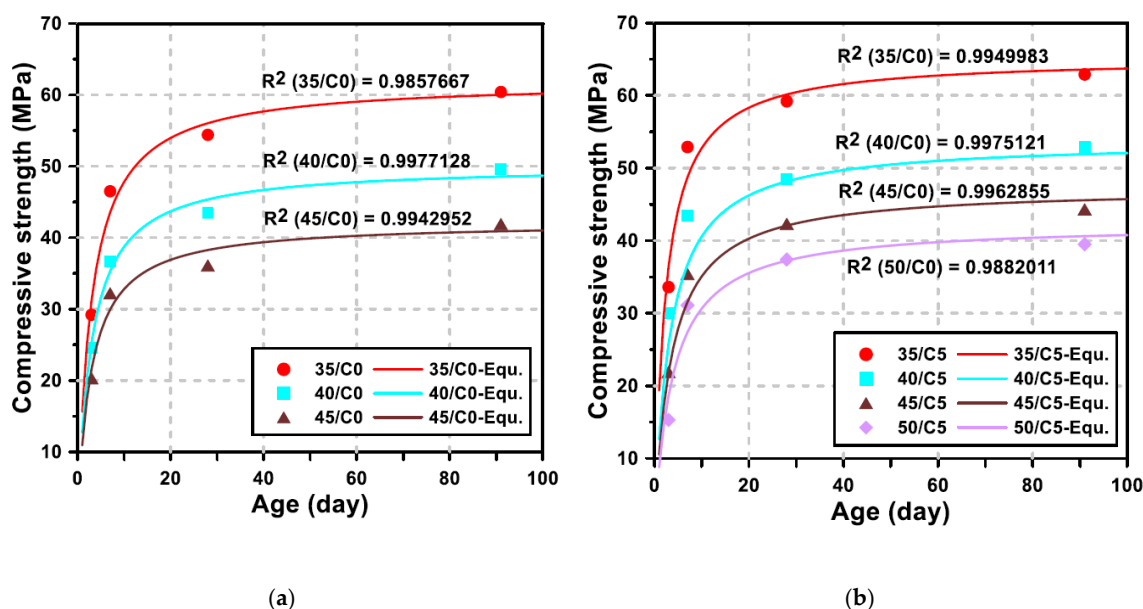 70
60
50
40
30
20
10
0
20
40
60
80
100
Compressive strength (MPa)
Age (day)
R2 (35/C0) = 0.9857667
R2 (40/C0) = 0.9977128
R2 (45/C0) = 0.9942952
35/C0 35/C0-Equ.
40/C0 40/C0-Equ.
45/C0 45/C0-Equ.
(a)
70
60
50
40
30
20
10
0
20
40
60
80
100
Compressive strength (MPa)
Age (day)
R2 (35/C0) = 0.9949983
R2 (40/C0) = 0.9975121
R2 (45/C0) = 0.9962855
R2 (50/C0) = 0.9882011
35/C5 35/C5-Equ.
40/C5 40/C5-Equ.
45/C5 45/C5-Equ.
50/C5 50/C5-Equ.
(b)